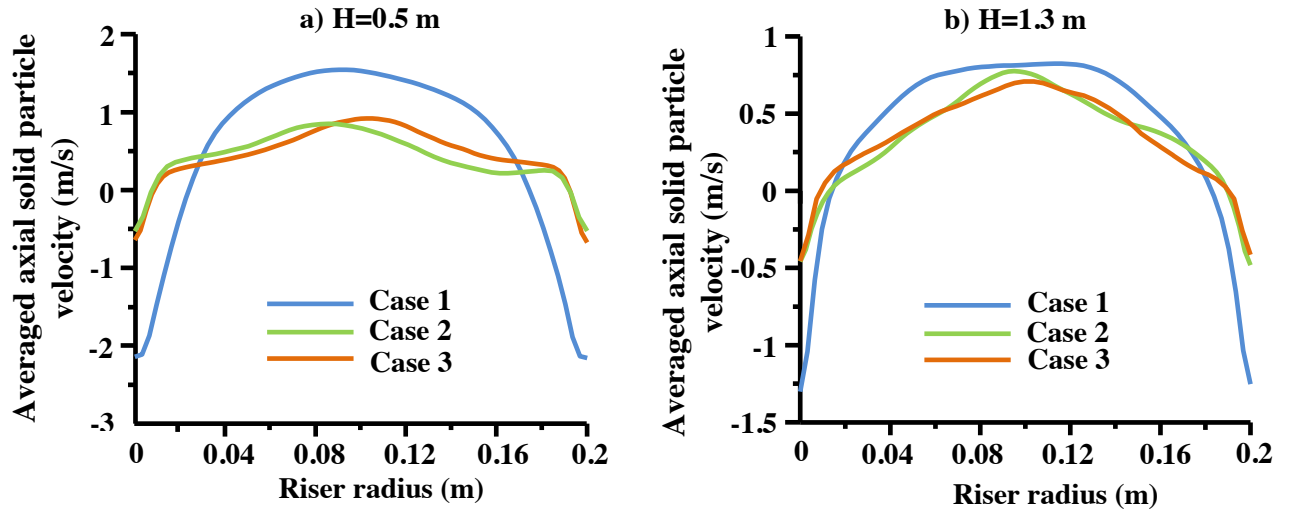 a) H=0.5 m
Averaged axial solid particle
velocity (m/s)
2
1
0
-1
-2
-3
Case 1
Case 2
Case 3
0
0.04
0.08
0.12
0.16
0.2
Riser radius (m)
b) H=1.3 m
Averaged axial solid particle
velocity (m/s)
1
0.5
0
-0.5
-1
-1.5
Case 1
Case 2
Case 3
0
0.04
0.08
0.12
0.16
0.2
Riser radius (m)